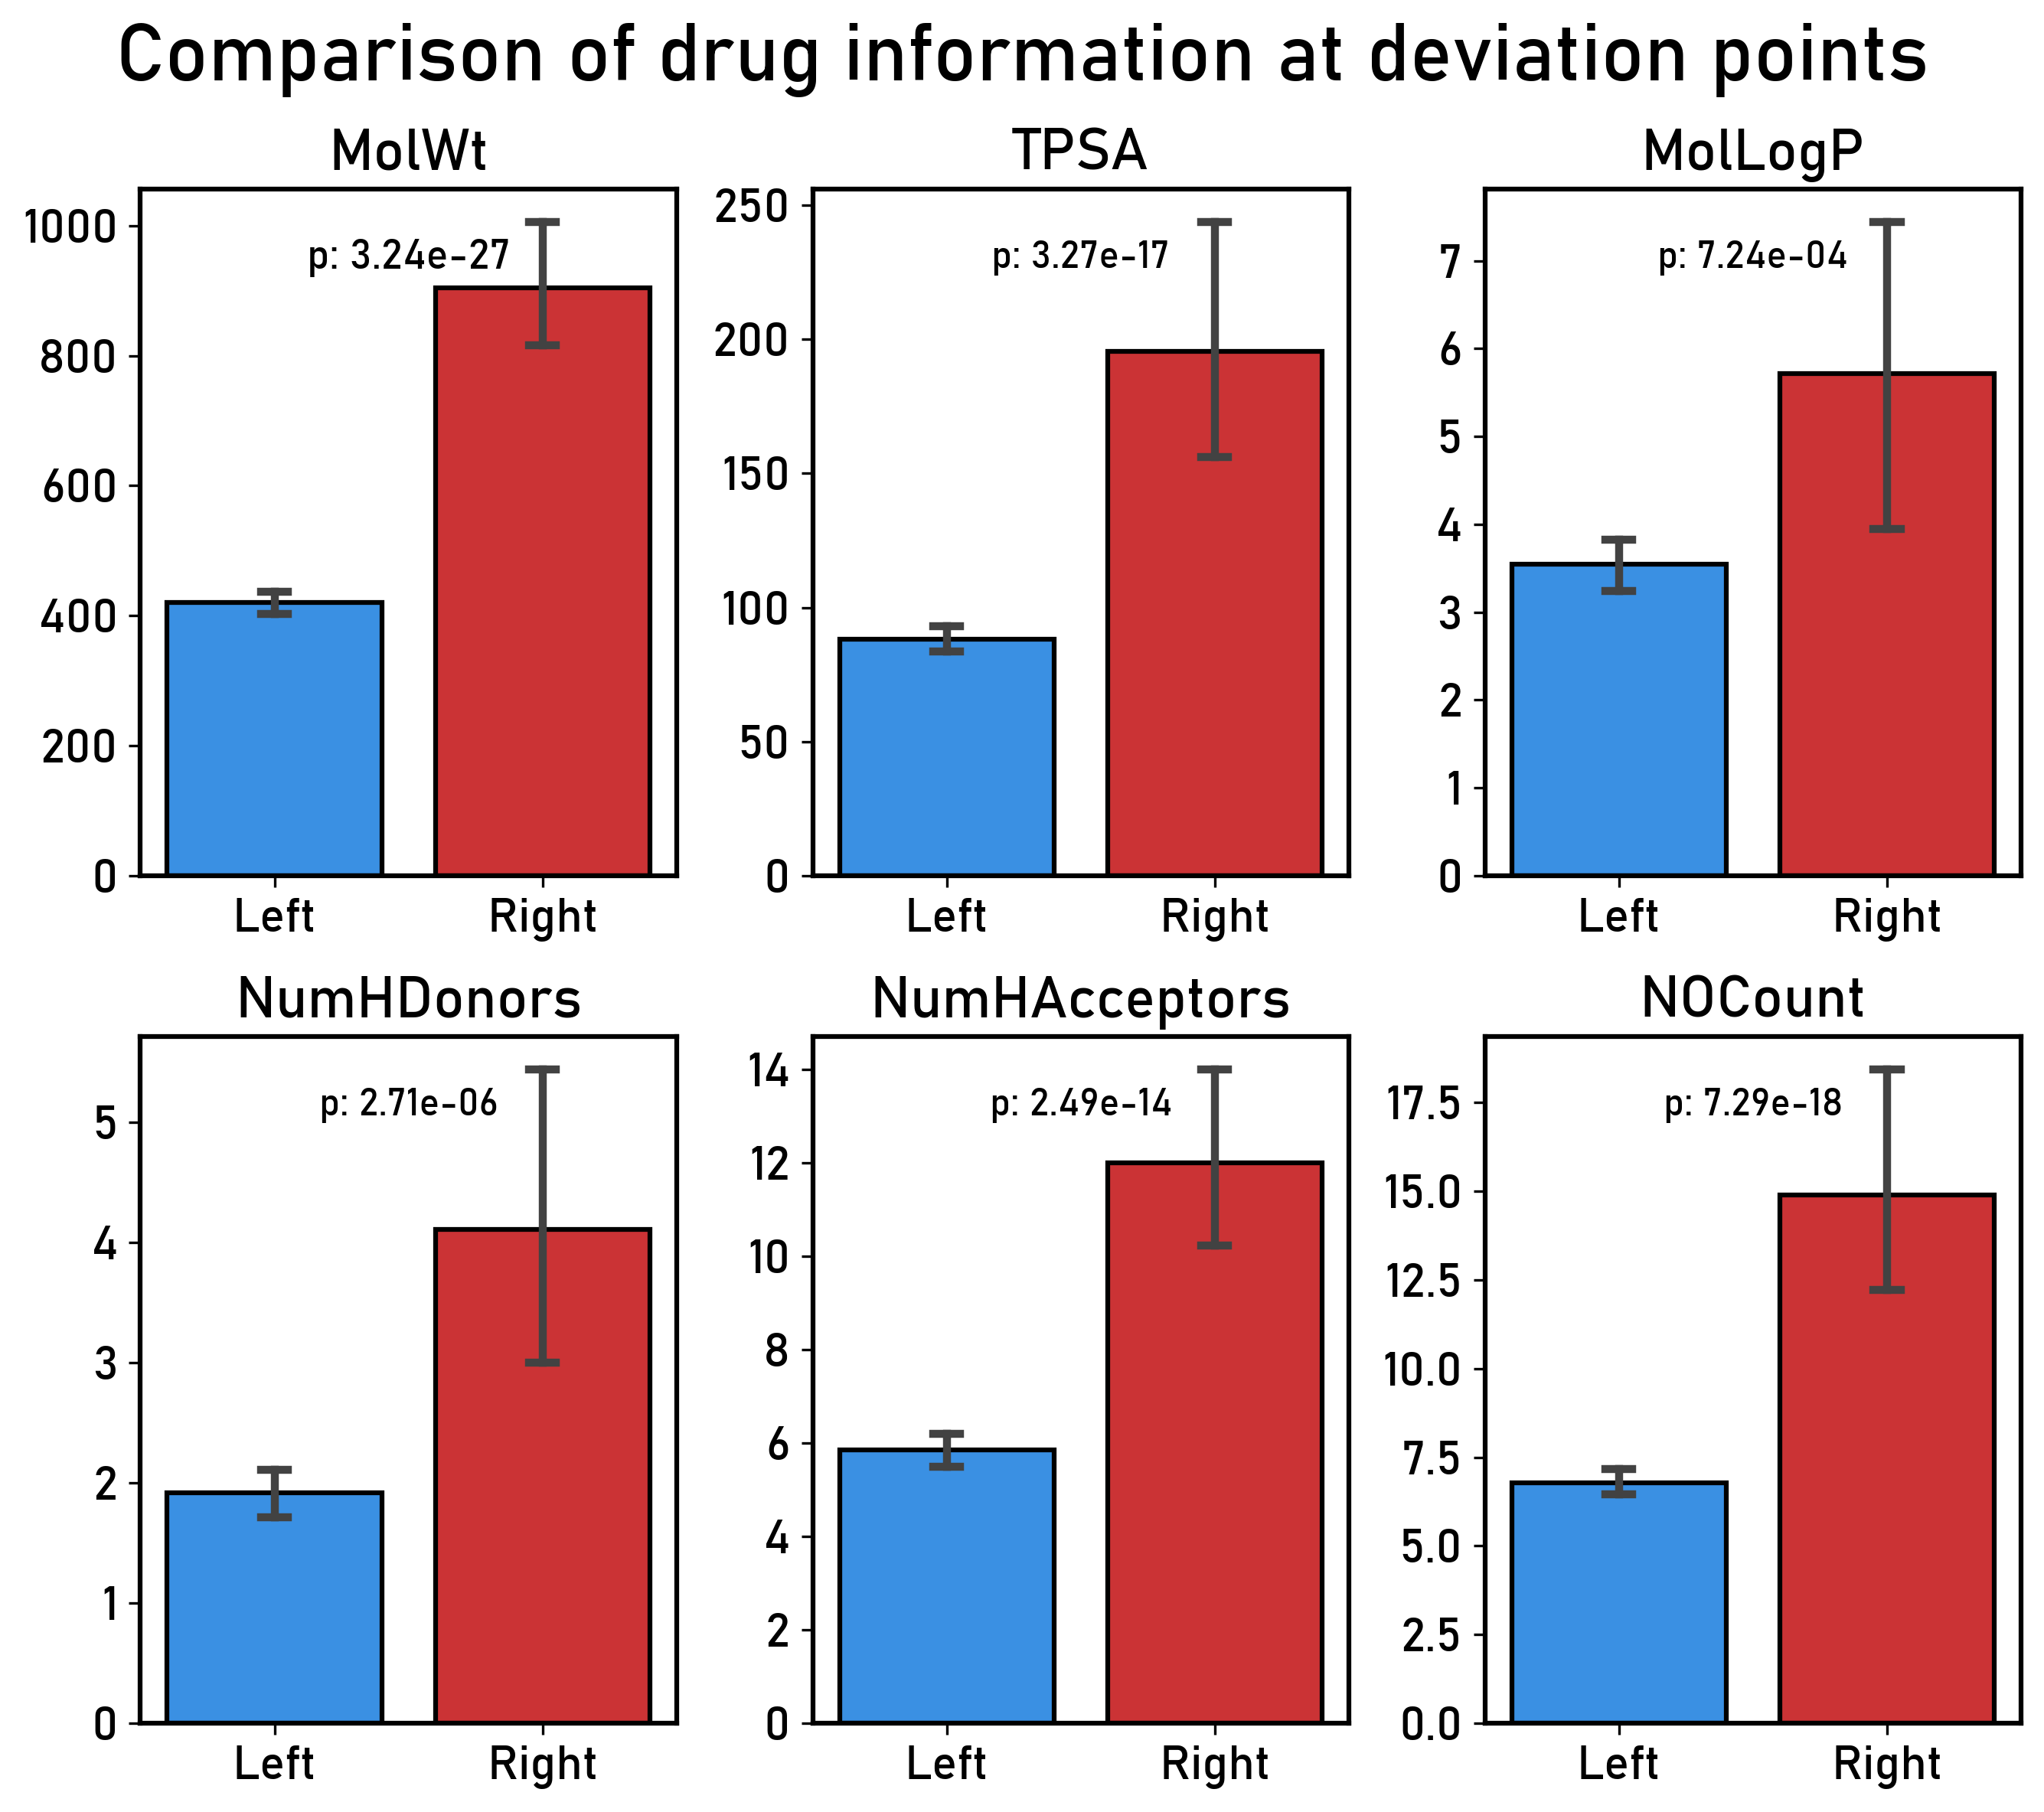 Comparison of drug information at deviation points
MolWt
1000
800
600
400
200
0
p: 3.24e-27
Left Right
TPSA
250
200
150
100
50
0
p: 3.27e-17
Left Right
MolLogP
7
6
5
4
3
2
1
0
p: 7.24e-04
Left Right
NumHDonors
5
4
3
2
1
0
p: 2.71e-06
Left Right
NumHAcceptors
14
12
10
8
6
4
2
0
p: 2.49e-14
Left Right
NOCount
17.5
15.0
12.5
10.0
7.5
5.0
2.5
0.0
p: 7.29e-18
Left Right